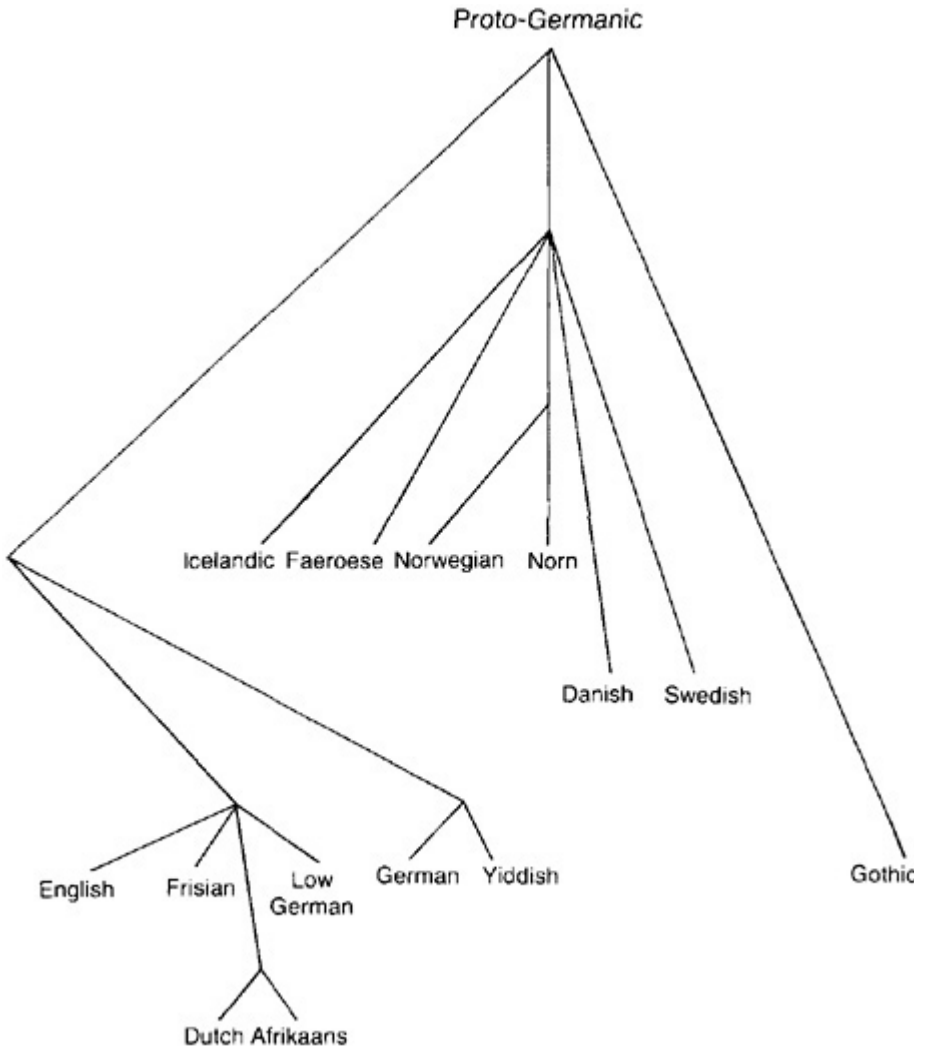 Proto-Germanic
Icelandic Faeroese Norwegian Norn
Danish Swedish
English Frisian Low German German Yiddish Gothic
Dutch Afrikaans